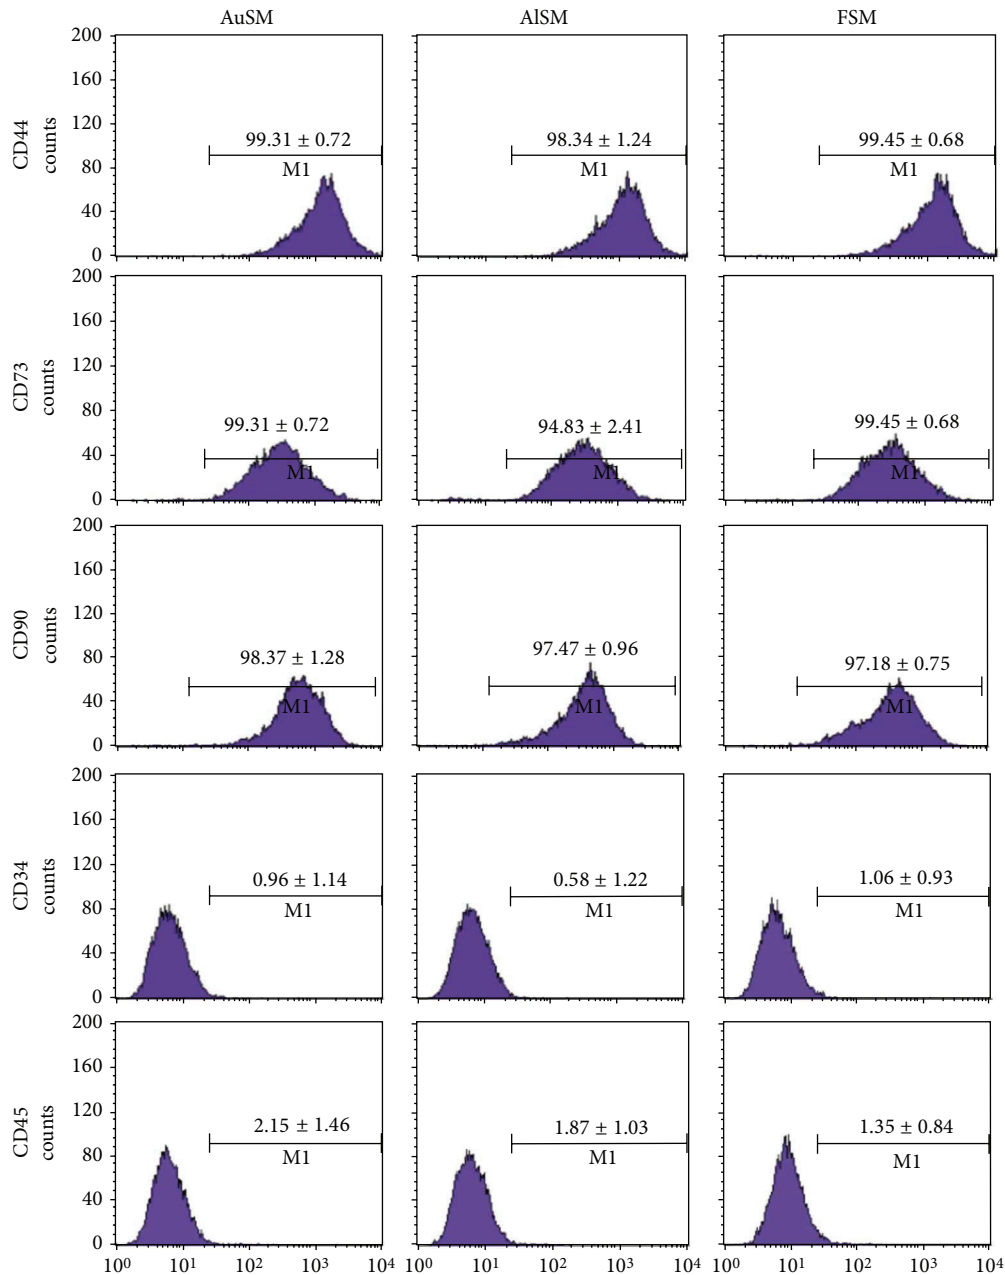 AuSM AlSM FSM
CD44 counts
200
160
120
80
40
0
99.31 ± 0.72
M1
98.34 ± 1.24
M1
99.45 ± 0.68
M1
CD73 counts
200
160
120
80
40
0
99.31 ± 0.72
M1
94.83 ± 2.41
M1
99.45 ± 0.68
M1
CD90 counts
200
160
120
80
40
0
98.37 ± 1.28
M1
97.47 ± 0.96
M1
97.18 ± 0.75
M1
CD34 counts
200
160
120
80
40
0
0.96 ± 1.14
M1
0.58 ± 1.22
M1
1.06 ± 0.93
M1
CD45 counts
200
160
120
80
40
0
2.15 ± 1.46
M1
1.87 ± 1.03
M1
1.35 ± 0.84
M1
10⁰ 10¹ 10² 10³ 10⁴ 10⁰ 10¹ 10² 10³ 10⁴ 10⁰ 10¹ 10² 10³ 10⁴